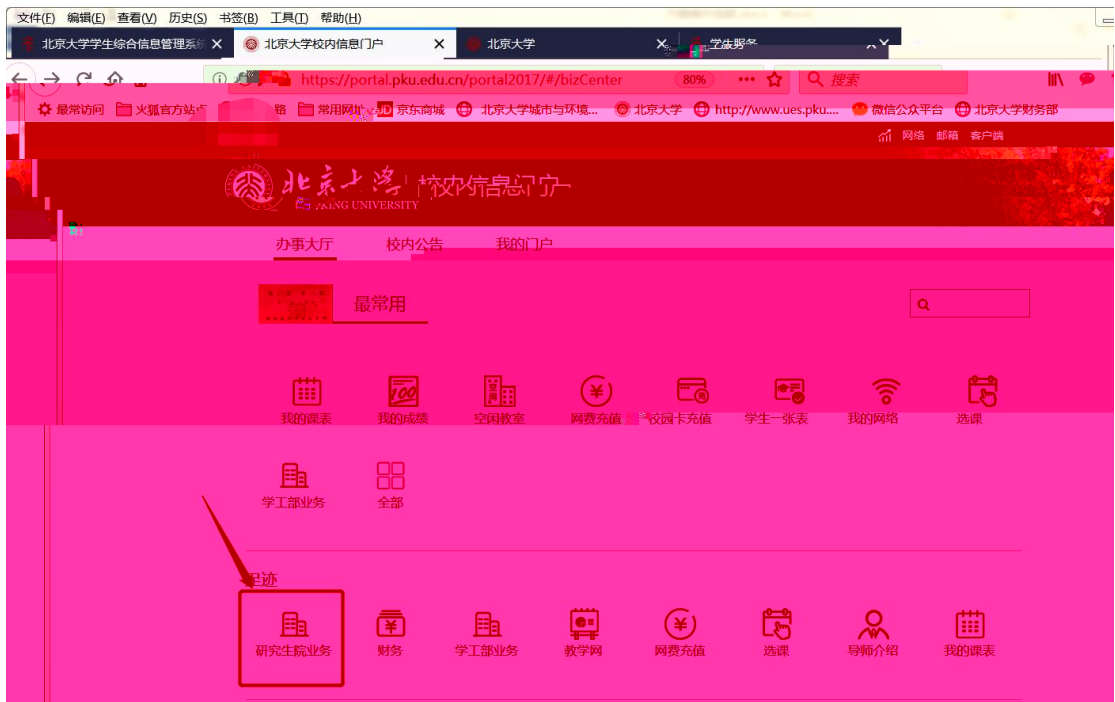 文件(F) 编辑(E) 查看(V) 历史(S) 书签(B) 工具(T) 帮助(H)
北京大学学生综合信息管理系统 北京大学校内信息门户 北京大学
https://portal.pku.edu.cn/portal2017/#/bizCenter 80% 搜索
最常访问 火狐官方站点 常用网址 JD 京东商城 北京大学城市与环境... 北京大学 http://www.ues.pku.... 微信公众平台 北京大学财务部
网络 邮箱 客户端
北京大学 校内信息门户
PEKING UNIVERSITY
办事大厅 校内公告 我的门户
最常用
我的课表 我的成绩 空闲教室 网费充值 校园卡充值 学生一张表 我的网络 选课
学工部业务 全部
足迹
研究生院业务 财务 学工部业务 教学网 网费充值 选课 导师介绍 我的课表